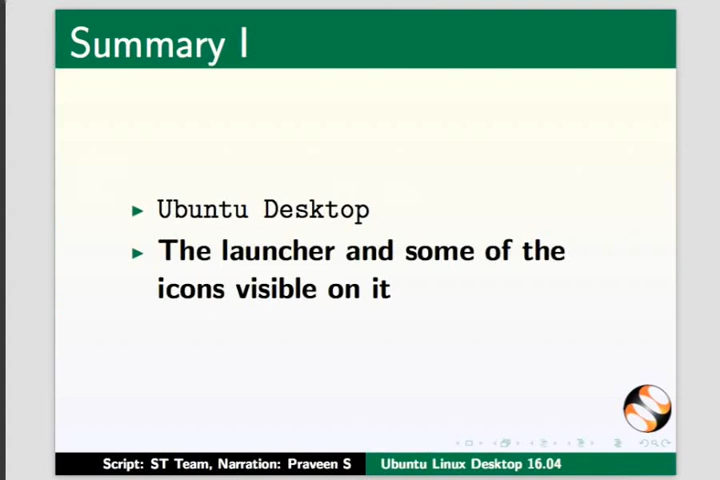 Summary I
Ubuntu Desktop
The launcher and some of the
icons visible on it
Script: ST Team, Narration: Praveen S
Ubuntu Linux Desktop 16.04